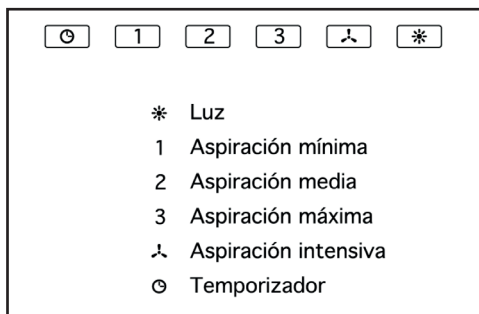 1 2 3
Luz
1 Aspiración mínima
2 Aspiración media
3 Aspiración máxima
Aspiración intensiva
Temporizador